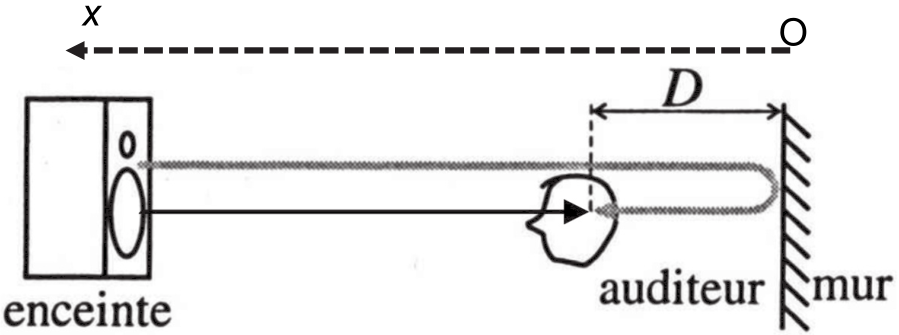 x
O
D
enceinte
auditeur
mur